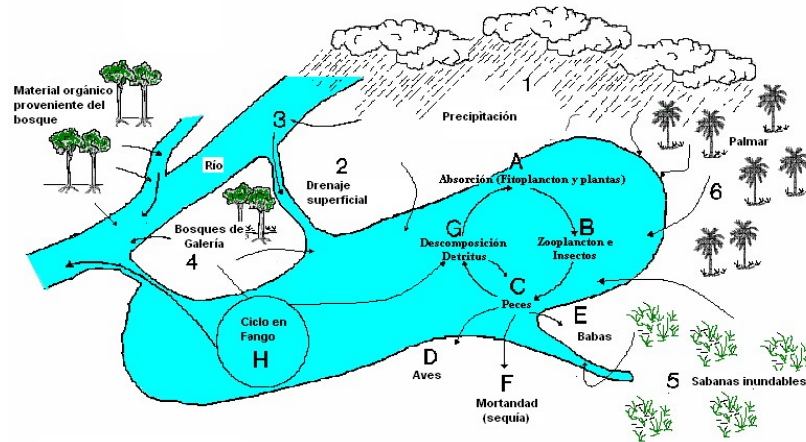 1
Material orgánico
proveniente del
bosque
Precipitación
3
Río
2
Drenaje
superficial
Palmar
A
Absorción (Fitoplancton y plantas)
6
Bosques de
Galería
4
G
Descomposición
Detritus
B
Zooplancton e
Insectos
C
Peces
E
Babas
Ciclo en
Fango
H
D
Aves
F
Mortandad
(sequía)
5
Sabanas inundables